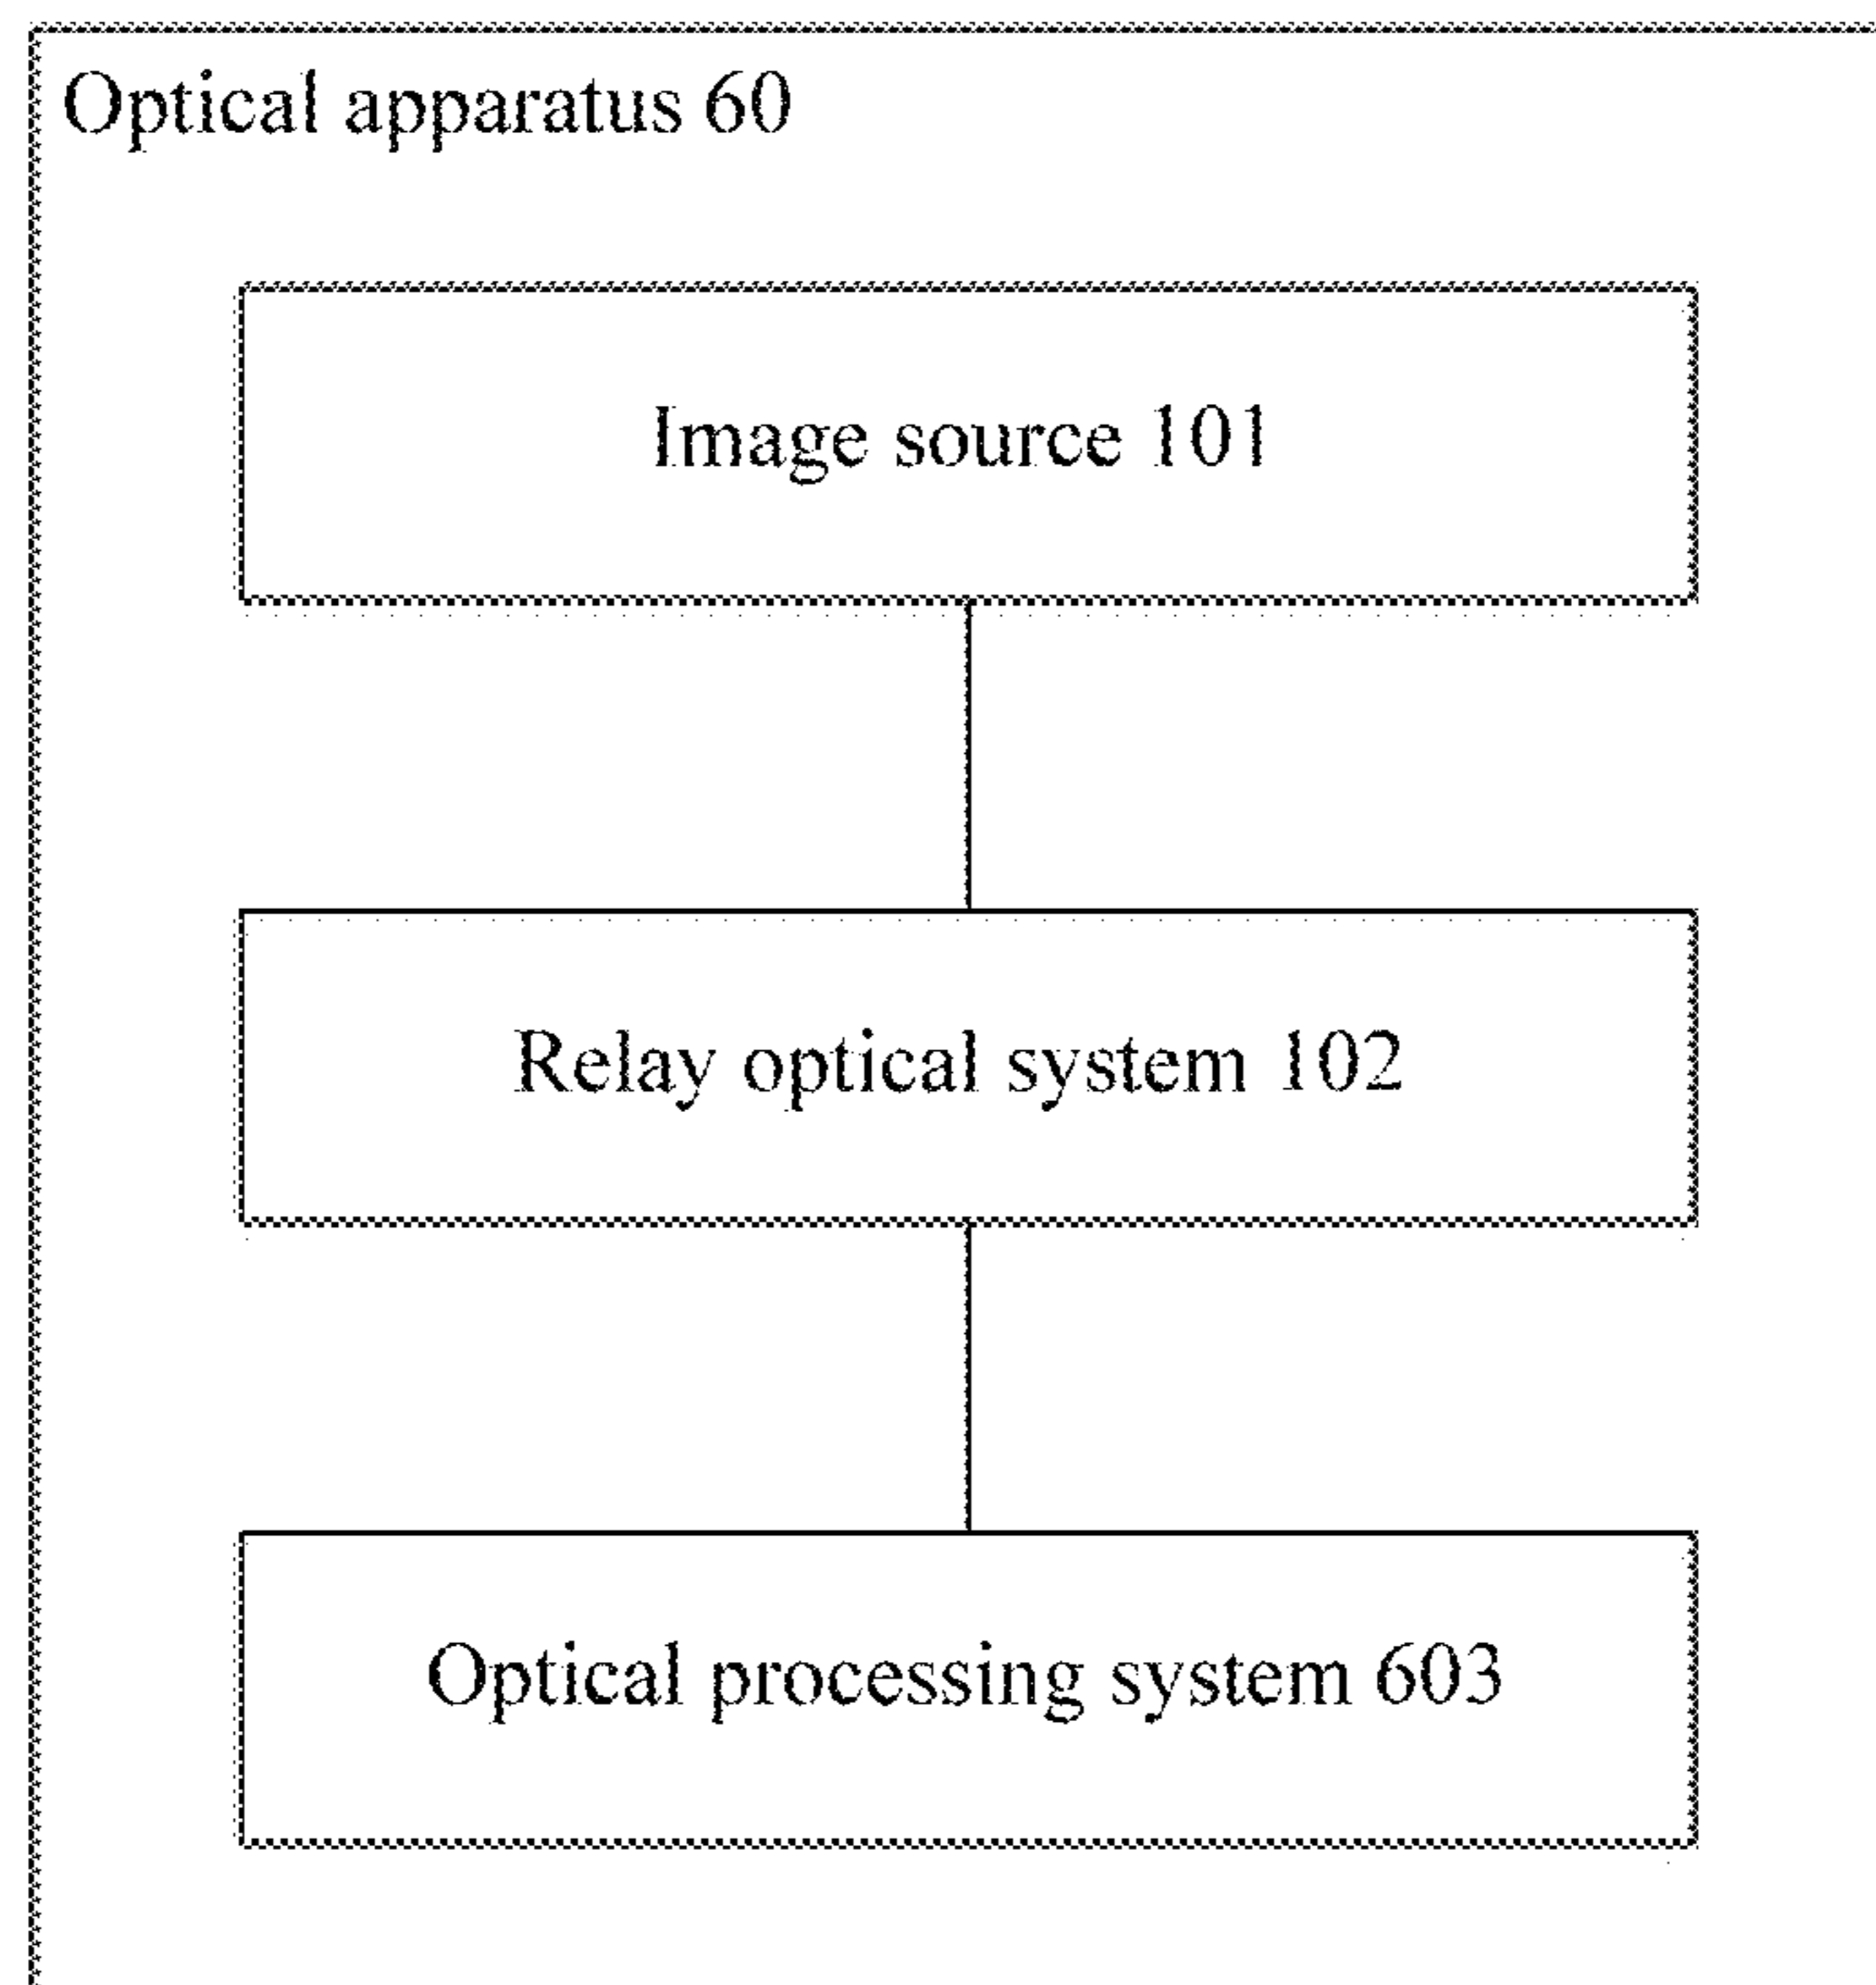 Optical apparatus 60
Image source 101
Relay optical system 102
Optical processing system 603